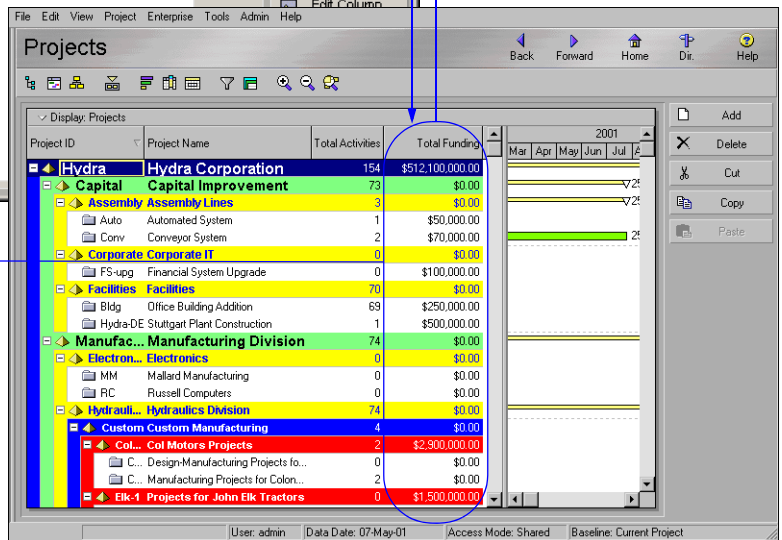 Edit Column
File Edit View Project Enterprise Tools Admin Help
Projects
Back Forward Home Dir. Help
Display: Projects
Project ID Project Name Total Activities Total Funding
2001
Mar Apr May Jun Jul A
Hydra Hydra Corporation 154 $512,100,000.00
Capital Capital Improvement 73 $0.00 25
Assembly Assembly Lines 3 $0.00 25
Auto Automated System 1 $50,000.00
Conv Conveyor System 2 $70,000.00 25
Corporate Corporate IT 0 $0.00
FS-upg Financial System Upgrade 0 $100,000.00
Facilities Facilities 70 $0.00
Bldg Office Building Addition 69 $250,000.00
Hydra-DE Stuttgart Plant Construction 1 $500,000.00
Manufac... Manufacturing Division 74 $0.00
Electron... Electronics 0 $0.00
MM Mallard Manufacturing 0 $0.00
RC Russell Computers 0 $0.00
Hydrauli... Hydraulics Division 74 $0.00
Custom Custom Manufacturing 4 $0.00
Col... Col Motors Projects 2 $2,900,000.00
C... Design-Manufacturing Projects fo... 0 $0.00
C... Manufacturing Projects for Colon... 2 $0.00
Elk-1 Projects for John Elk Tractors 0 $1,500,000.00
Add
Delete
Cut
Copy
Paste
User: admin Data Date: 07-May-01 Access Mode: Shared Baseline: Current Project